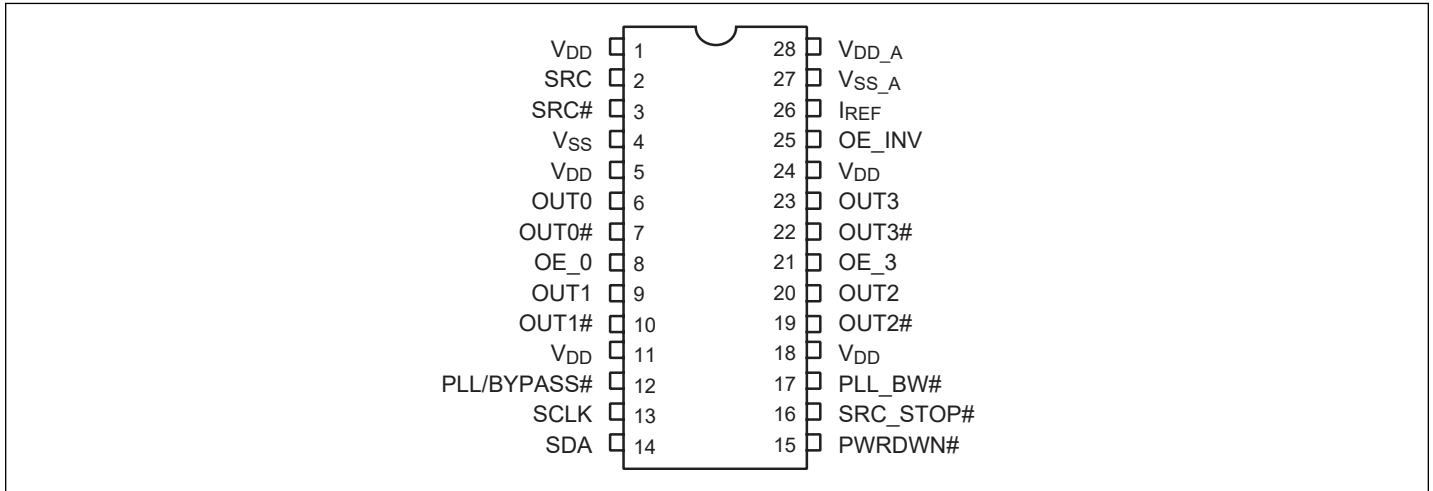 VDD 1 28 VDD_A
SRC 2 27 VSS_A
SRC# 3 26 IREF
VSS 4 25 OE_INV
VDD 5 24 VDD
OUT0 6 23 OUT3
OUT0# 7 22 OUT3#
OE_0 8 21 OE_3
OUT1 9 20 OUT2
OUT1# 10 19 OUT2#
VDD 11 18 VDD
PLL/BYPASS# 12 17 PLL_BW#
SCLK 13 16 SRC_STOP#
SDA 14 15 PWRDWN#